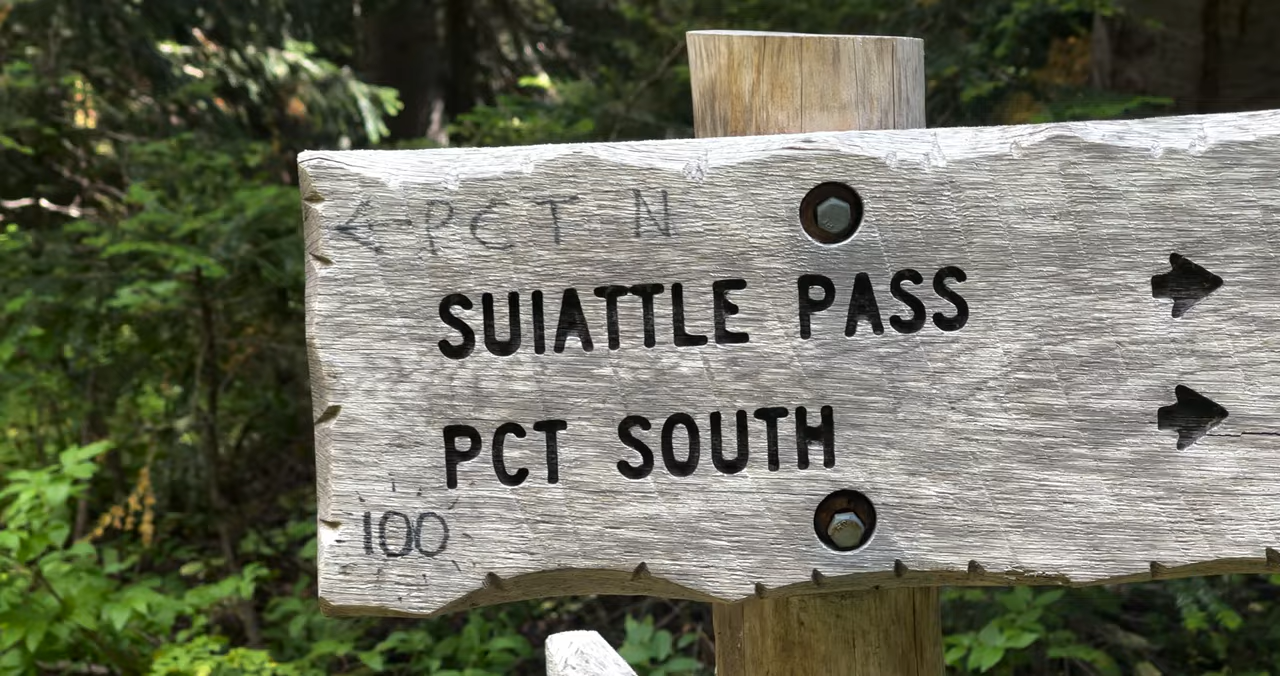 ← PCT N
SUIATTLE PASS →
PCT SOUTH →
100